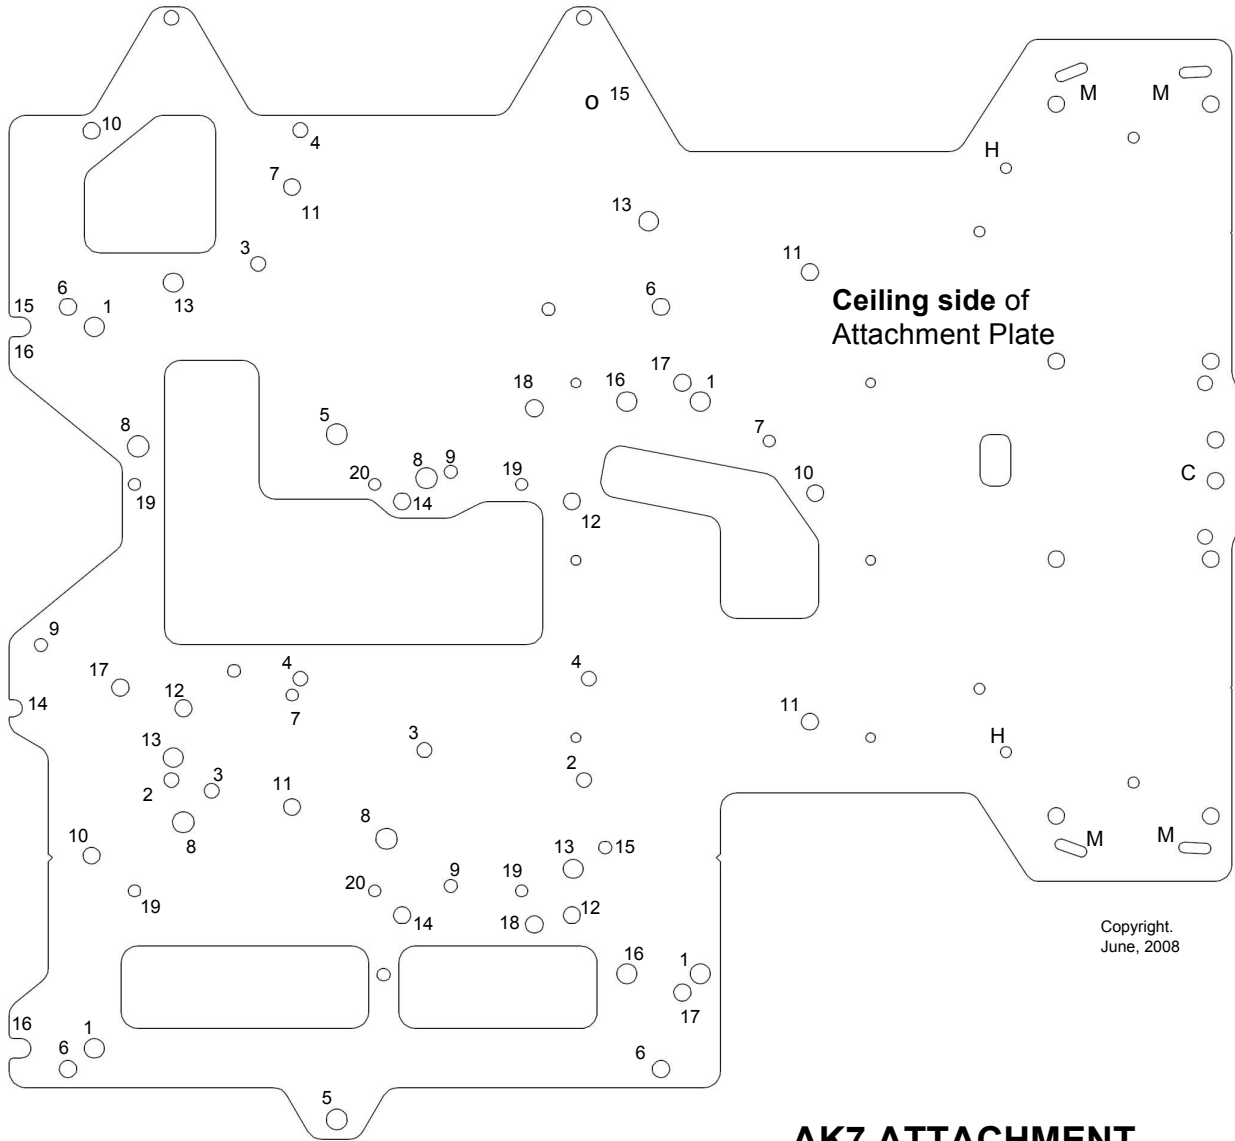 15
M M
10 4
H
7
11
13
3
11
13
6 6
15 1
Ceiling side of
Attachment Plate
16
17
18 16 1
5
8 7
8 9
20 19 10 C
19 14
12
9
4 4
17
14 12 7
11
3 H
13
2
2 3
11
8
8 M M
10 13 15
9 19
20
19 14 18 12
Copyright.
June, 2008
16 1
17
16
1
6 6
5
AK7 ATTACHMENT